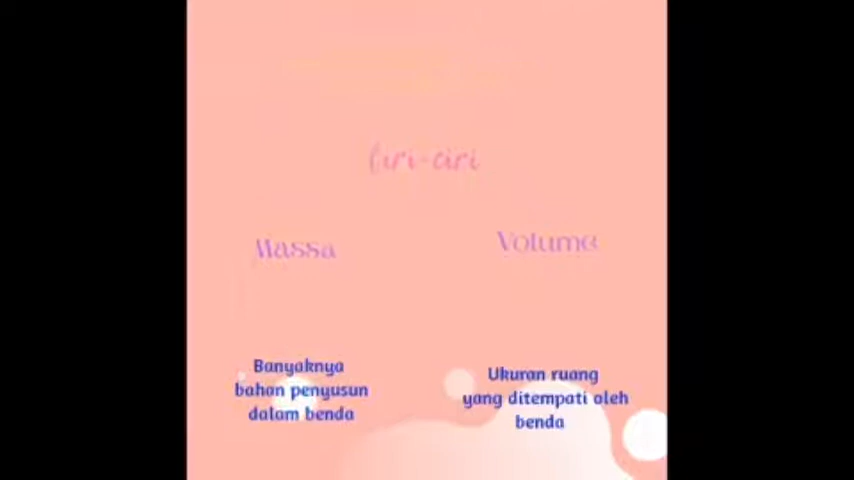 Ciri-ciri
Massa
Volume
Banyaknya
bahan penyusun
dalam benda
Ukuran ruang
yang ditempati oleh
benda